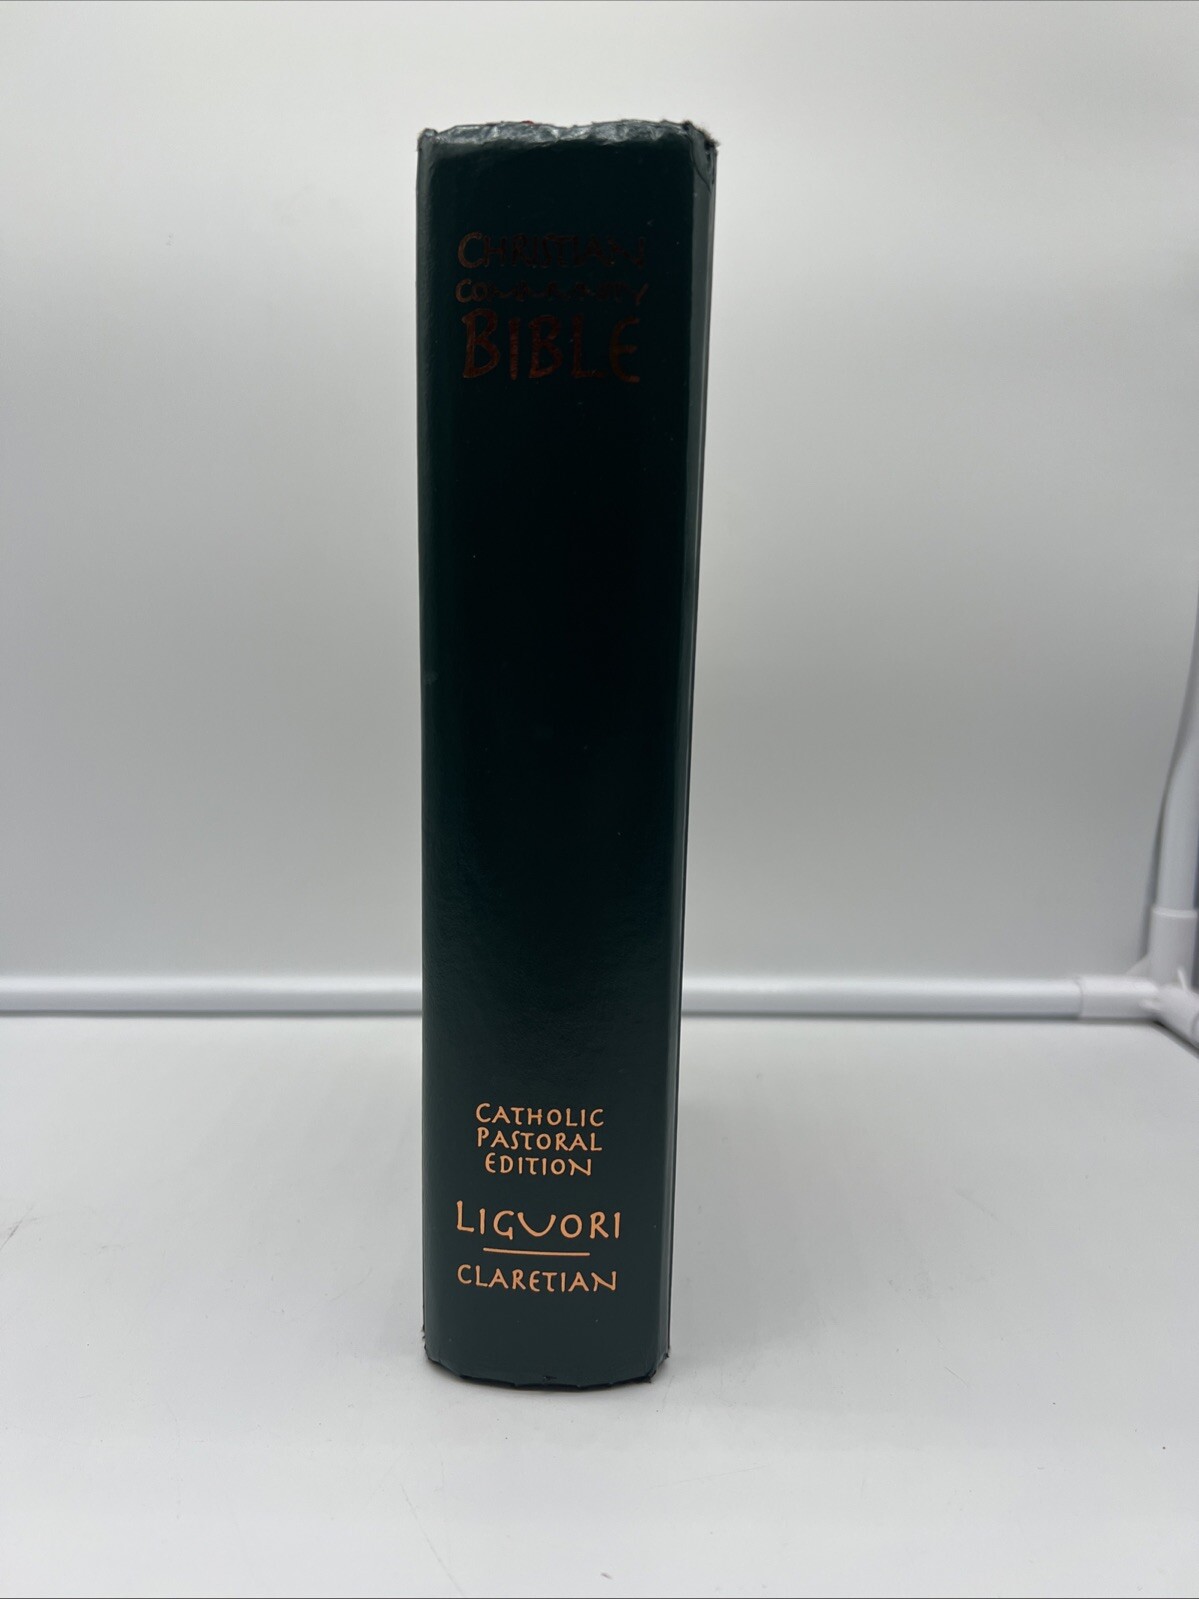 CHRISTIAN
COMMUNITY
BIBLE
CATHOLIC
PASTORAL
EDITION
LIGUORI
CLARETIAN